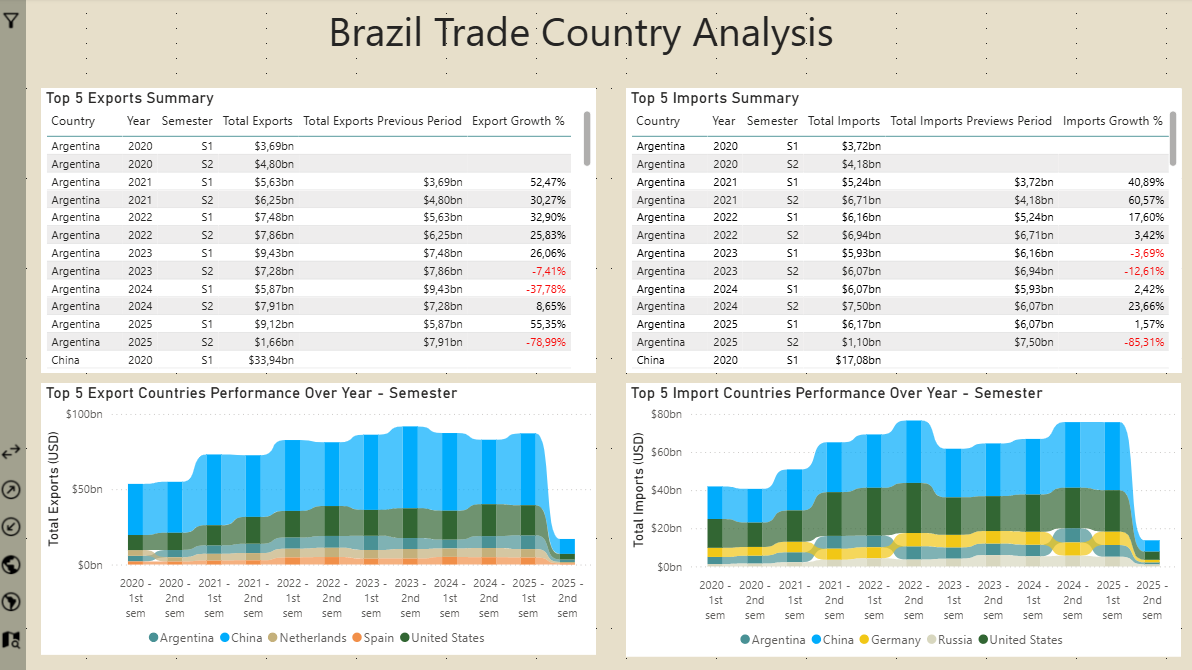 Brazil Trade Country Analysis
Top 5 Exports Summary
Country Year Semester Total Exports Total Exports Previous Period Export Growth %
Argentina 2020 S1 $3,69bn
Argentina 2020 S2 $4,80bn
Argentina 2021 S1 $5,63bn $3,69bn 52,47%
Argentina 2021 S2 $6,25bn $4,80bn 30,27%
Argentina 2022 S1 $7,48bn $5,63bn 32,90%
Argentina 2022 S2 $7,86bn $6,25bn 25,83%
Argentina 2023 S1 $9,43bn $7,48bn 26,06%
Argentina 2023 S2 $7,28bn $7,86bn -7,41%
Argentina 2024 S1 $5,87bn $9,43bn -37,78%
Argentina 2024 S2 $7,91bn $7,28bn 8,65%
Argentina 2025 S1 $9,12bn $5,87bn 55,35%
Argentina 2025 S2 $1,66bn $7,91bn -78,99%
China 2020 S1 $33,94bn
Top 5 Imports Summary
Country Year Semester Total Imports Total Imports Previews Period Imports Growth %
Argentina 2020 S1 $3,72bn
Argentina 2020 S2 $4,18bn
Argentina 2021 S1 $5,24bn $3,72bn 40,89%
Argentina 2021 S2 $6,71bn $4,18bn 60,57%
Argentina 2022 S1 $6,16bn $5,24bn 17,60%
Argentina 2022 S2 $6,94bn $6,71bn 3,42%
Argentina 2023 S1 $5,93bn $6,16bn -3,69%
Argentina 2023 S2 $6,07bn $6,94bn -12,61%
Argentina 2024 S1 $6,07bn $5,93bn 2,42%
Argentina 2024 S2 $7,50bn $6,07bn 23,66%
Argentina 2025 S1 $6,17bn $6,07bn 1,57%
Argentina 2025 S2 $1,10bn $7,50bn -85,31%
China 2020 S1 $17,08bn
Top 5 Export Countries Performance Over Year - Semester
Total Exports (USD)
$100bn
$50bn
$0bn
2020 - 2020 - 2021 - 2021 - 2022 - 2022 - 2023 - 2023 - 2024 - 2024 - 2025 - 2025 -
1st 2nd 1st 2nd 1st 2nd 1st 2nd 1st 2nd 1st 2nd
sem sem sem sem sem sem sem sem sem sem sem sem
Argentina China Netherlands Spain United States
Top 5 Import Countries Performance Over Year - Semester
Total Imports (USD)
$80bn
$60bn
$40bn
$20bn
$0bn
2020 - 2020 - 2021 - 2021 - 2022 - 2022 - 2023 - 2023 - 2024 - 2024 - 2025 - 2025 -
1st 2nd 1st 2nd 1st 2nd 1st 2nd 1st 2nd 1st 2nd
sem sem sem sem sem sem sem sem sem sem sem sem
Argentina China Germany Russia United States